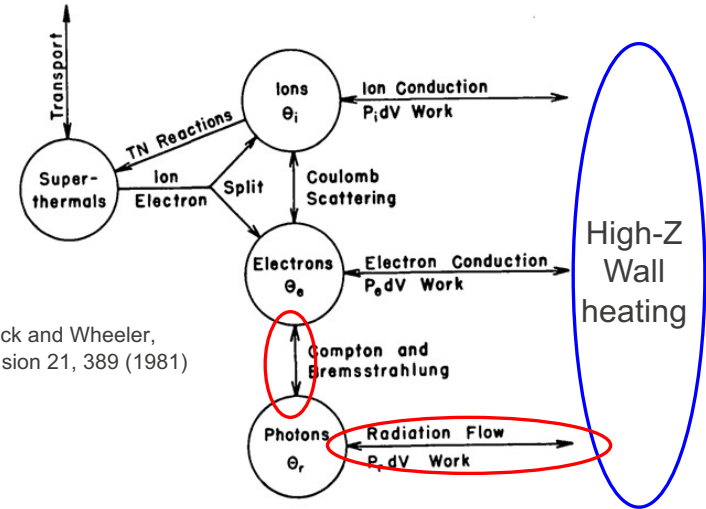 Transport
Ions
θi
Ion Conduction
PidV Work
TN Reactions
Super-
thermals
Ion
Electron
Split
Coulomb
Scattering
Electrons
θe
Electron Conduction
PedV Work
High-Z
Wall
heating
ck and Wheeler,
sion 21, 389 (1981)
Compton and
Bremsstrahlung
Photons
θr
Radiation Flow
PrdV Work